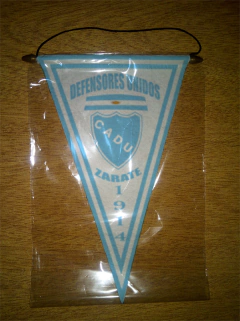 DEFENSORES UNIDOS
CADU
ZARATE
1914